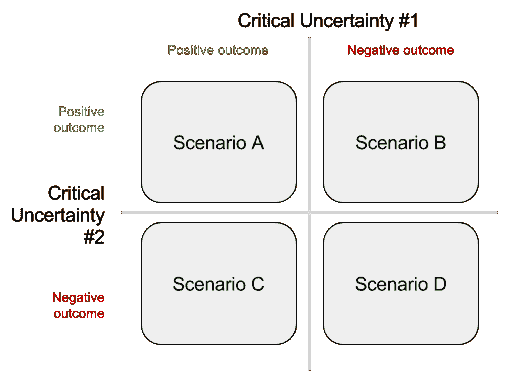 Critical Uncertainty #1
Positive outcome
Negative outcome
Positive
outcome
Scenario A
Scenario B
Critical
Uncertainty
#2
Scenario C
Scenario D
Negative
outcome